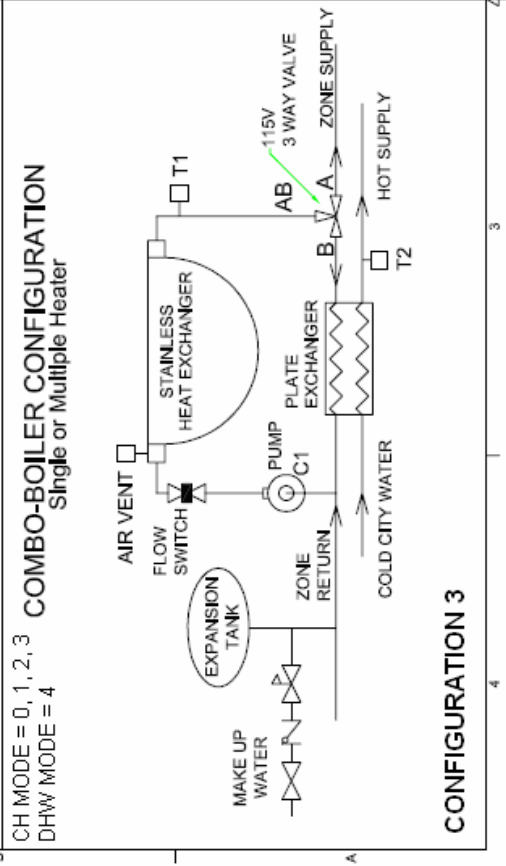 CH MODE = 0, 1, 2, 3
DHW MODE = 4
COMBO-BOILER CONFIGURATION
Single or Multiple Heater
AIR VENT
FLOW
SWITCH
STAINLESS
HEAT EXCHANGER
T1
115V
3 WAY VALVE
AB
PUMP
C1
PLATE
EXCHANGER
B
A
ZONE SUPPLY
T2
HOT SUPPLY
EXPANSION
TANK
ZONE
RETURN
COLD CITY WATER
MAKE UP
WATER
P
CONFIGURATION 3
4
3
A